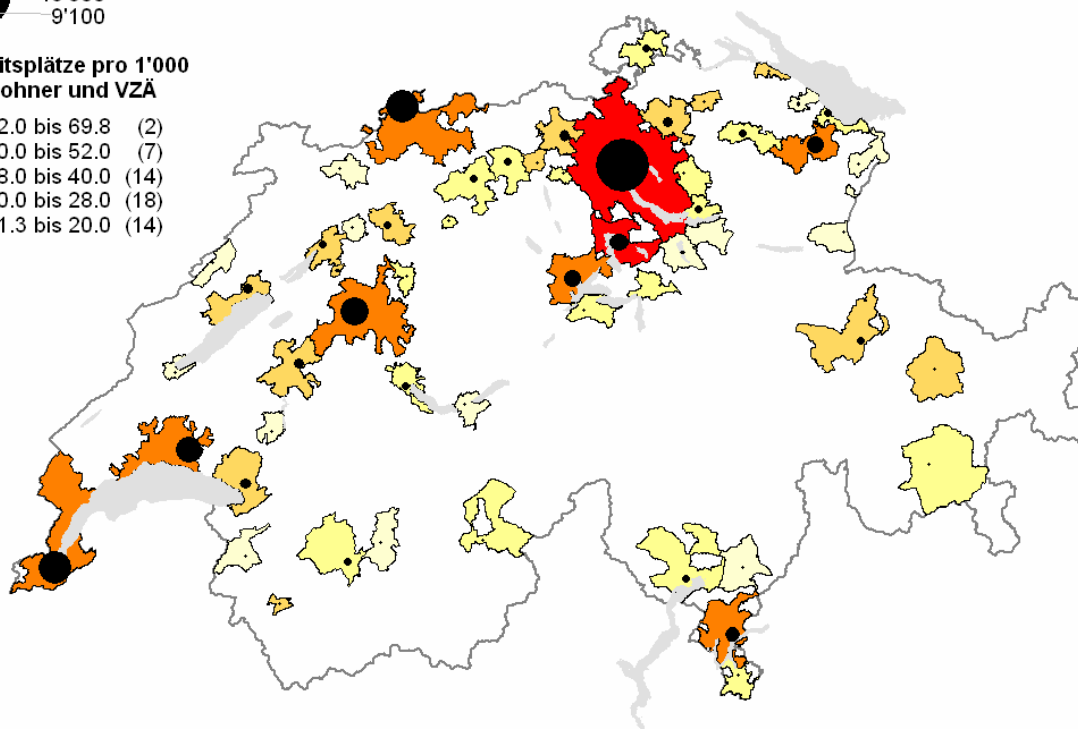 9'100
itsplätze pro 1'000
ohner und VZÄ
2.0 bis 69.8 (2)
0.0 bis 52.0 (7)
8.0 bis 40.0 (14)
0.0 bis 28.0 (18)
1.3 bis 20.0 (14)